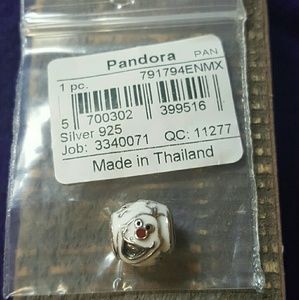 Pandora PAN
1 pc. 791794ENMX
5 700302 399516
Silver 925
Job: 3340071 QC: 11277
Made in Thailand